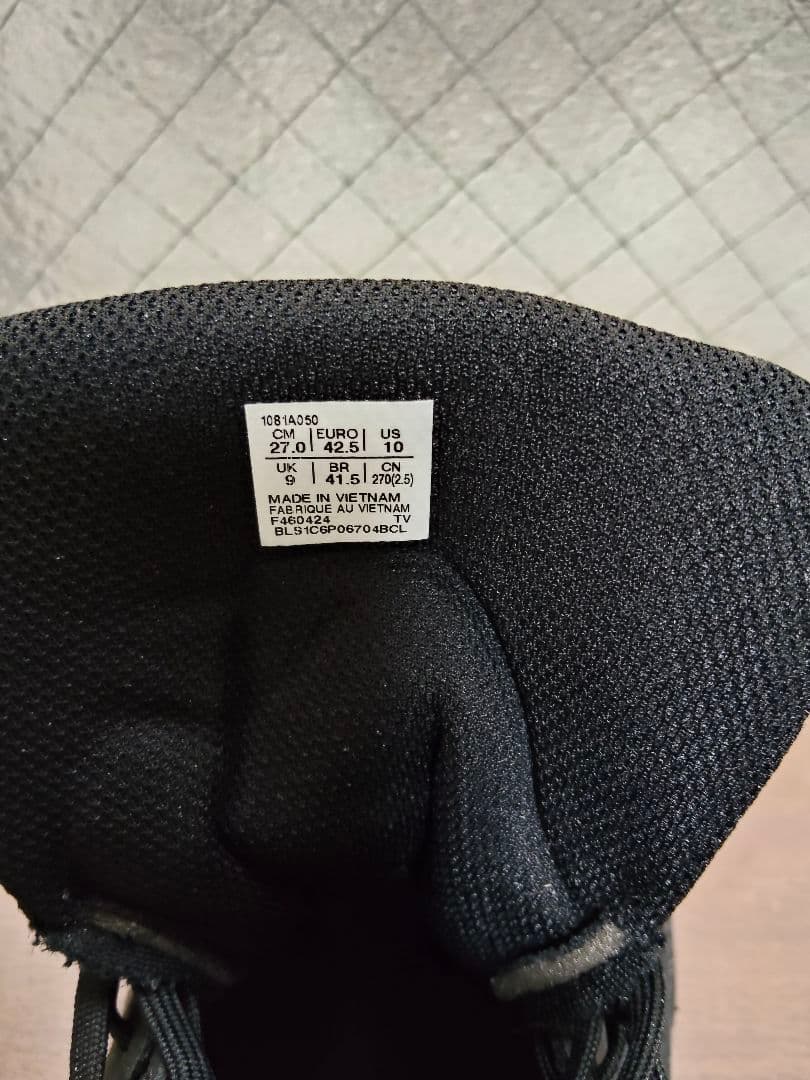 1081A050
CM | EURO | US
27.0 | 42.5 | 10
UK | BR | CN
9 | 41.5 | 270(2.5)
MADE IN VIETNAM
FABRIQUE AU VIETNAM
F460424 TV
BLS1C6P06704BCL